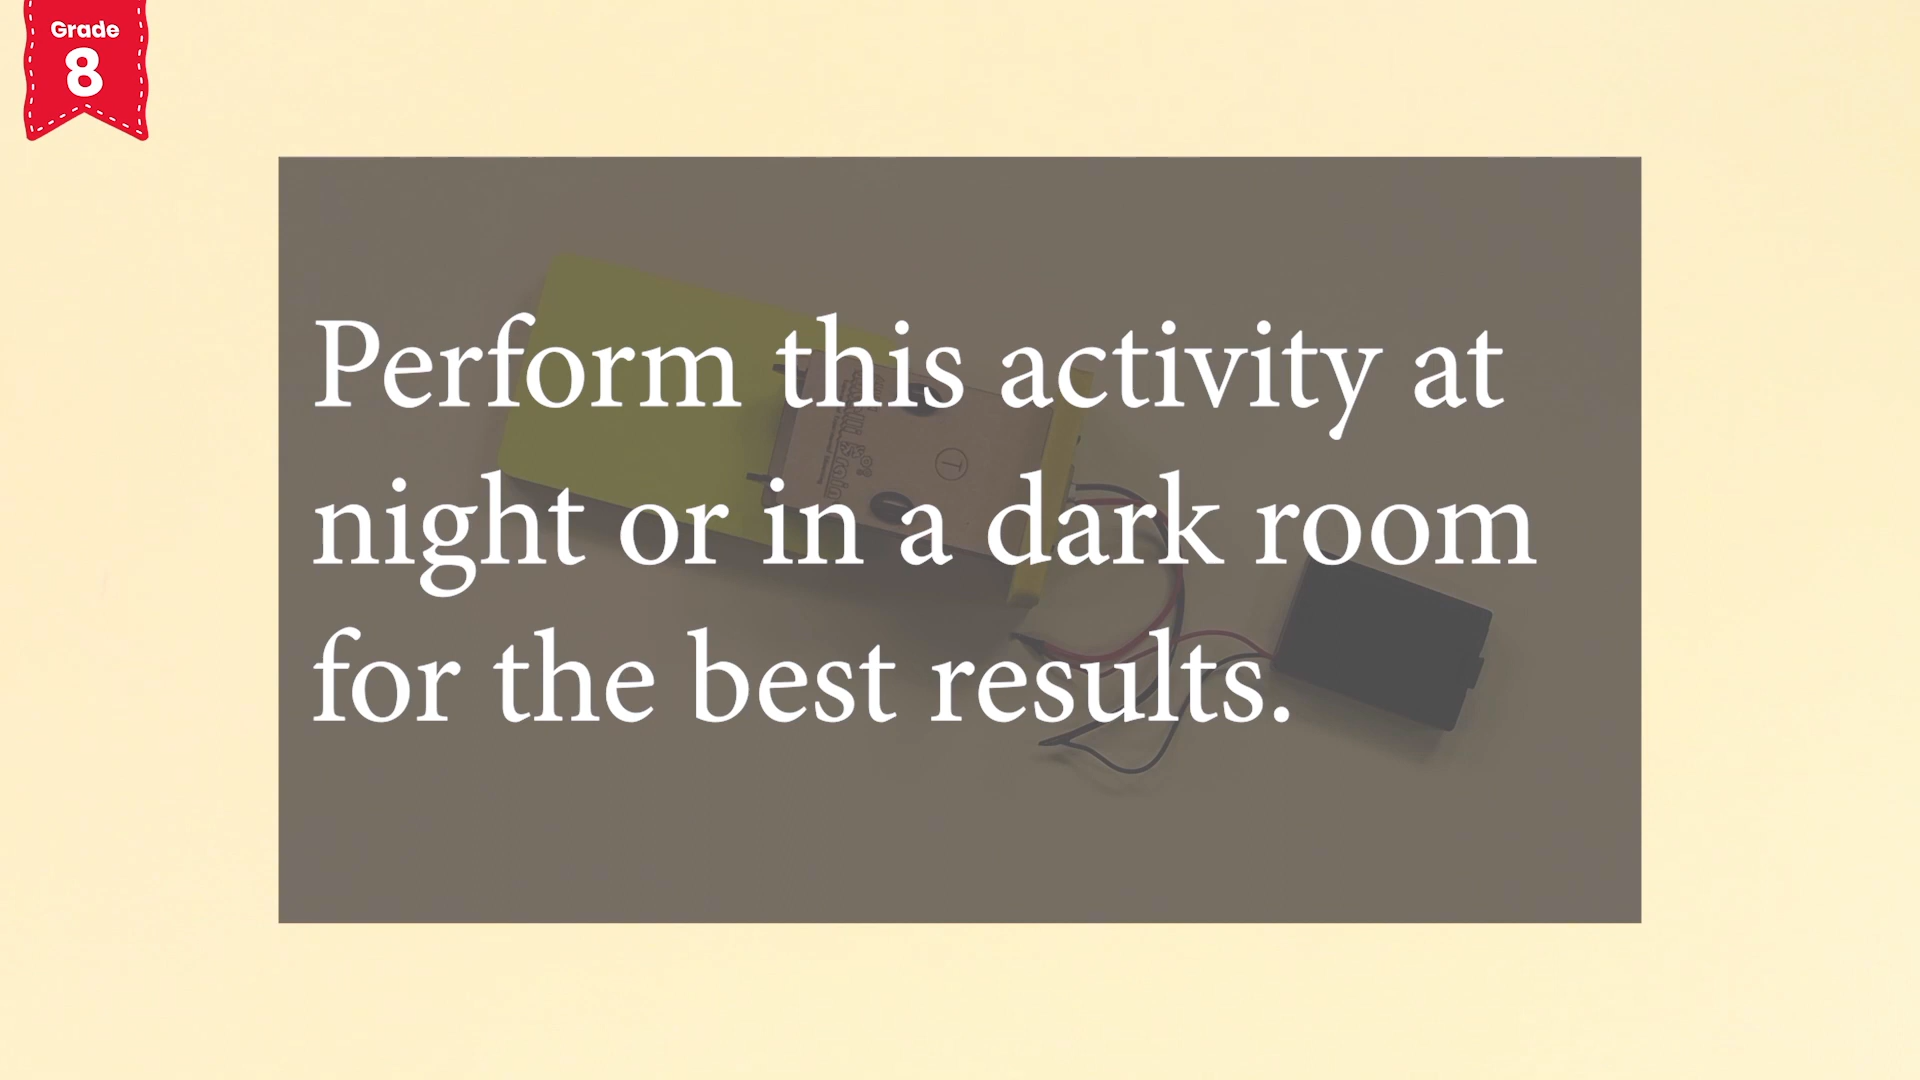 Grade
8
Perform this activity at
night or in a dark room
for the best results.